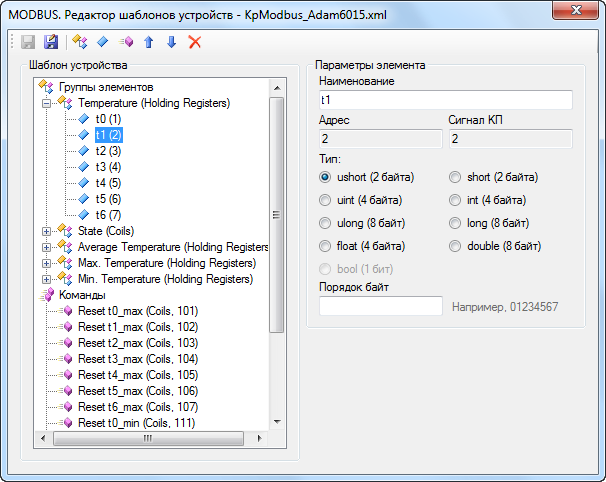 MODBUS. Редактор шаблонов устройств - KpModbus_Adam6015.xml
Шаблон устройства
Группы элементов
Temperature (Holding Registers)
t0 (1)
t1 (2)
t2 (3)
t3 (4)
t4 (5)
t5 (6)
t6 (7)
State (Coils)
Average Temperature (Holding Registers
Max. Temperature (Holding Registers)
Min. Temperature (Holding Registers)
Команды
Reset t0_max (Coils, 101)
Reset t1_max (Coils, 102)
Reset t2_max (Coils, 103)
Reset t3_max (Coils, 104)
Reset t4_max (Coils, 105)
Reset t5_max (Coils, 106)
Reset t6_max (Coils, 107)
Reset t0_min (Coils, 111)
Параметры элемента
Наименование
t1
Адрес Сигнал КП
2 2
Тип:
ushort (2 байта) short (2 байта)
uint (4 байта) int (4 байта)
ulong (8 байт) long (8 байт)
float (4 байта) double (8 байт)
bool (1 бит)
Порядок байт
Например, 01234567